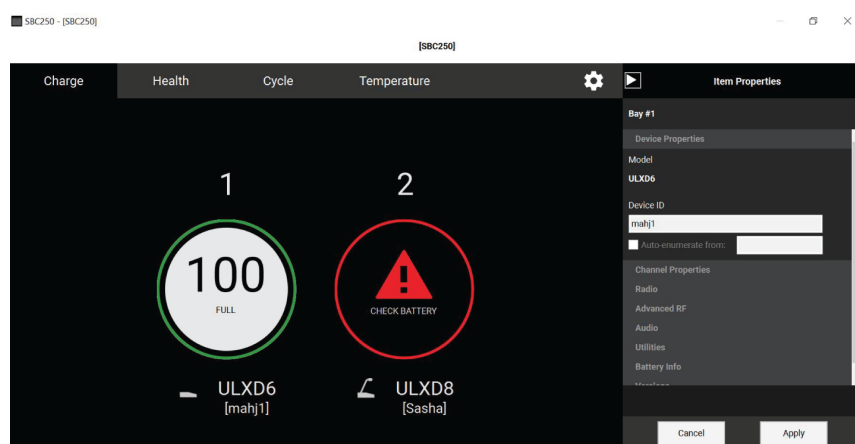 SBC250 - [SBC250]
[SBC250]
Charge Health Cycle Temperature
Item Properties
Bay #1
Device Properties
Model
ULXD6
Device ID
mahj1
Auto-enumerate from:
Channel Properties
Radio
Advanced RF
Audio
Utilities
Battery Info
Cancel Apply
1
100
FULL
ULXD6
[mahj1]
2
CHECK BATTERY
ULXD8
[Sasha]